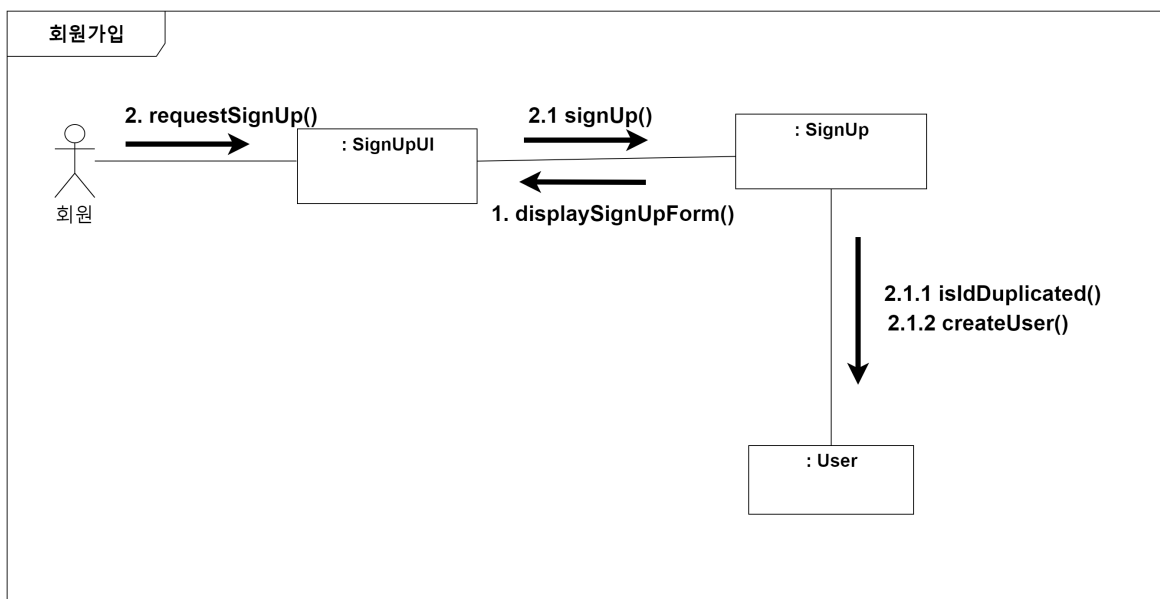 회원가입
2. requestSignUp()
2.1 signUp()
: SignUpUI
: SignUp
회원
1. displaySignUpForm()
2.1.1 isIdDuplicated()
2.1.2 createUser()
: User